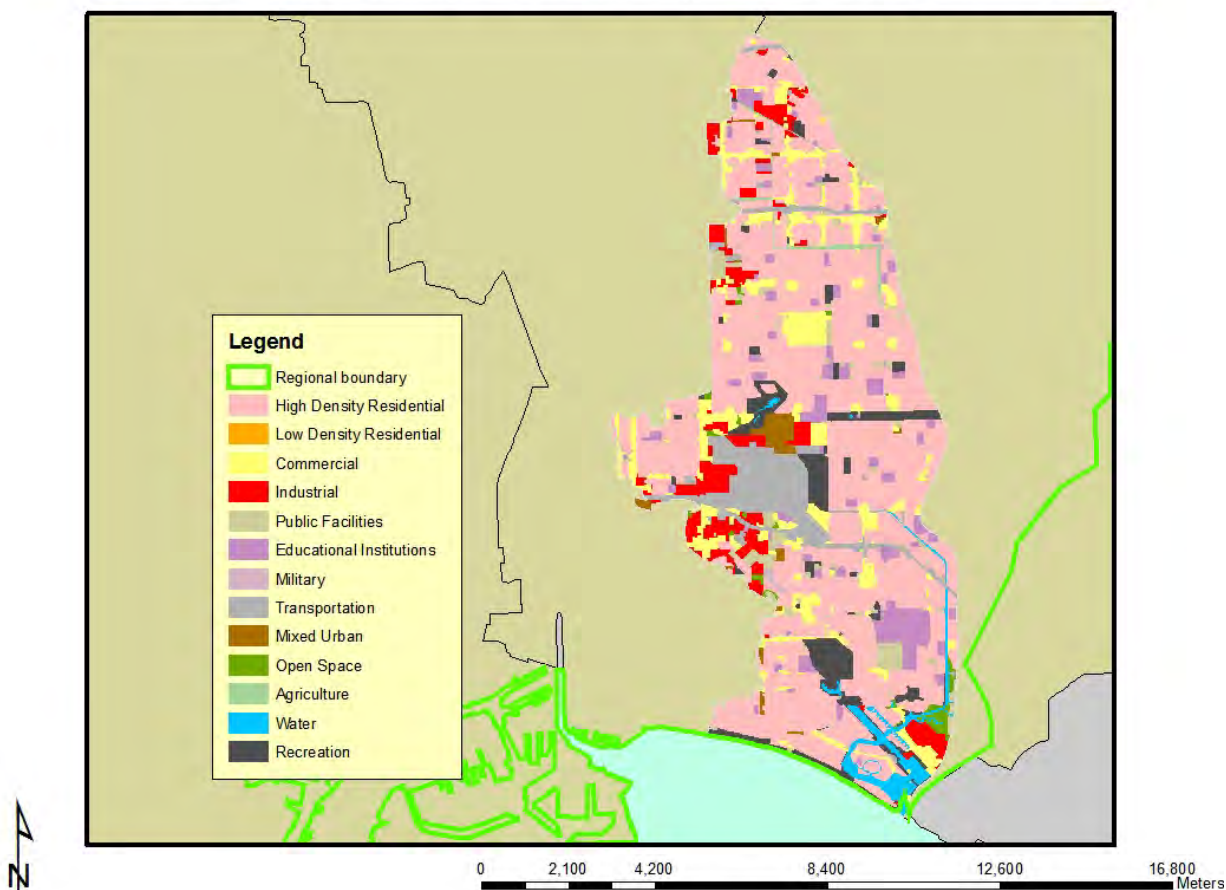 Legend
Regional boundary
High Density Residential
Low Density Residential
Commercial
Industrial
Public Facilities
Educational Institutions
Military
Transportation
Mixed Urban
Open Space
Agriculture
Water
Recreation
N
0 2,100 4,200 8,400 12,600 16,800
Meters